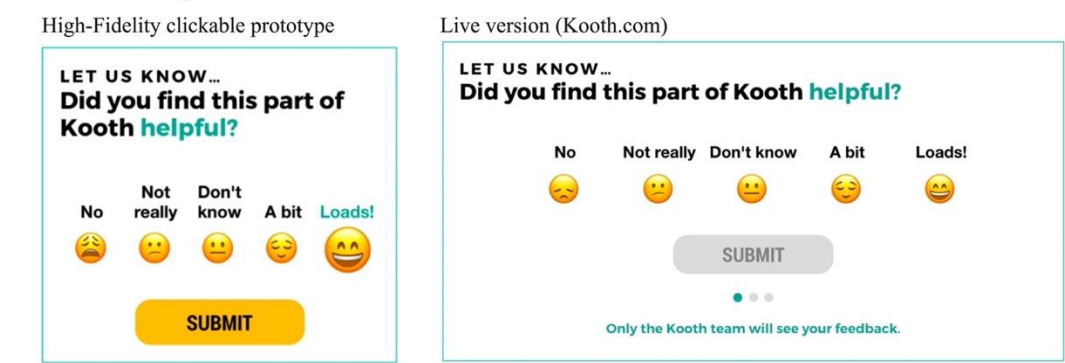 High-Fidelity clickable prototype
LET US KNOW...
Did you find this part of
Kooth helpful?
No Not really Don't know A bit Loads!
SUBMIT
Live version (Kooth.com)
LET US KNOW...
Did you find this part of Kooth helpful?
No Not really Don't know A bit Loads!
SUBMIT
Only the Kooth team will see your feedback.